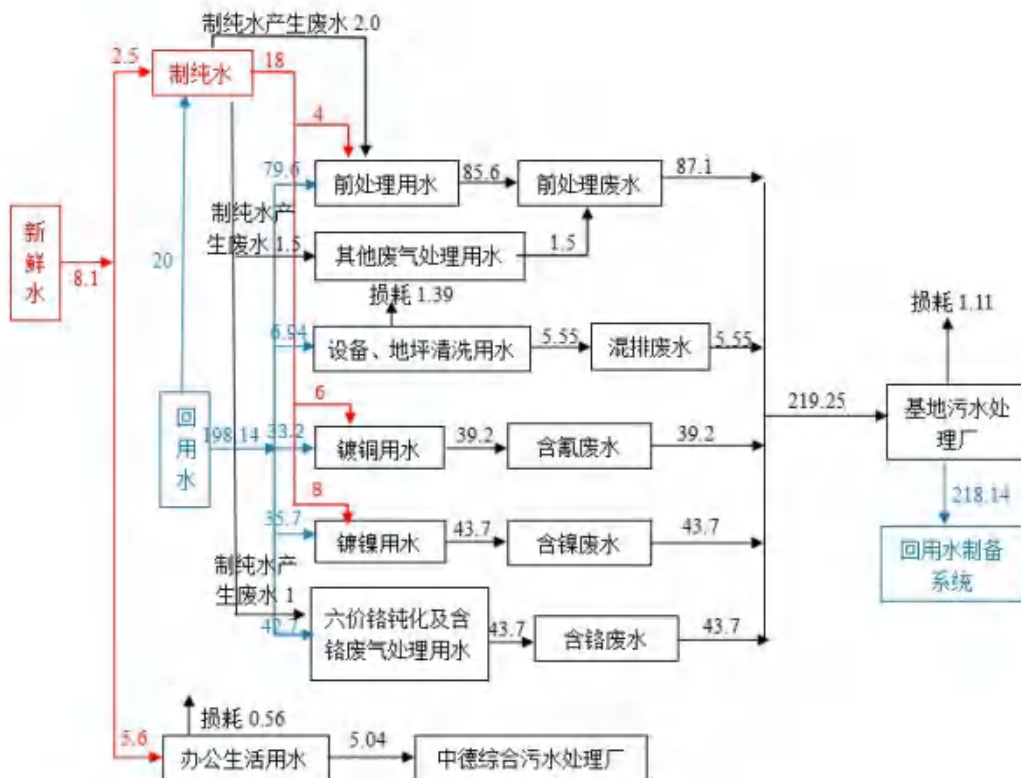 制纯水产生废水 2.0
2.5
制纯水
18
4
79.6
前处理用水
85.6
前处理废水
87.1
新
鲜
水
8.1
20
制纯水产
生废水 1.5
其他废气处理用水
1.5
损耗 1.39
6.94
设备、地坪清洗用水
5.55
混排废水
5.55
损耗 1.11
219.25
基地污水处
理厂
回
用
水
198.14
6
33.2
镀铜用水
39.2
含氰废水
39.2
218.14
8
35.7
镀镍用水
43.7
含镍废水
43.7
回用水制备
系统
制纯水产
生废水 1
42.7
六价铬钝化及含
铬废气处理用水
43.7
含铬废水
43.7
损耗 0.56
5.6
办公生活用水
5.04
中德综合污水处理厂